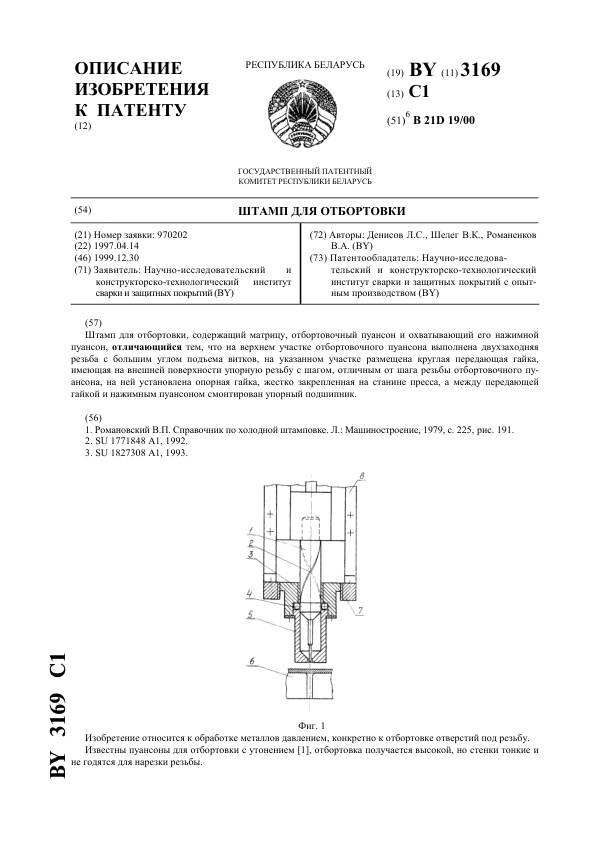 ОПИСАНИЕ
ИЗОБРЕТЕНИЯ
К ПАТЕНТУ
(12)
РЕСПУБЛИКА БЕЛАРУСЬ
ГОСУДАРСТВЕННЫЙ ПАТЕНТНЫЙ
КОМИТЕТ РЕСПУБЛИКИ БЕЛАРУСЬ
(19) BY (11) 3169
(13) C1
(51)6 B 21D 19/00
(54) ШТАМП ДЛЯ ОТБОРТОВКИ
(21) Номер заявки: 970202
(22) 1997.04.14
(46) 1999.12.30
(71) Заявитель: Научно-исследовательский и
конструкторско-технологический институт
сварки и защитных покрытий (BY)
(72) Авторы: Денисов Л.С., Шелег В.К., Романенков
В.А. (BY)
(73) Патентообладатель: Научно-исследова-
тельский и конструкторско-технологический
институт сварки и защитных покрытий с опыт-
ным производством (BY)
(57)
Штамп для отбортовки, содержащий матрицу, отбортовочный пуансон и охватывающий его нажимной
пуансон, отличающийся тем, что на верхнем участке отбортовочного пуансона выполнена двухзаходняя
резьба с большим углом подъема витков, на указанном участке размещена круглая передающая гайка,
имеющая на внешней поверхности упорную резьбу с шагом, отличным от шага резьбы отбортовочного пу-
ансона, на ней установлена опорная гайка, жестко закрепленная на станине пресса, а между передающей
гайкой и нажимным пуансоном смонтирован упорный подшипник.
(56)
1. Романовский В.П. Справочник по холодной штамповке. Л.: Машиностроение, 1979, с. 225, рис. 191.
2. SU 1771848 A1, 1992.
3. SU 1827308 A1, 1993.
8
1
2
3
4
5
7
6
Фиг. 1
Изобретение относится к обработке металлов давлением, конкретно к отбортовке отверстий под резьбу.
Известны пуансоны для отбортовки с утонением [1], отбортовка получается высокой, но стенки тонкие и
не годятся для нарезки резьбы.
BY 3169 C1